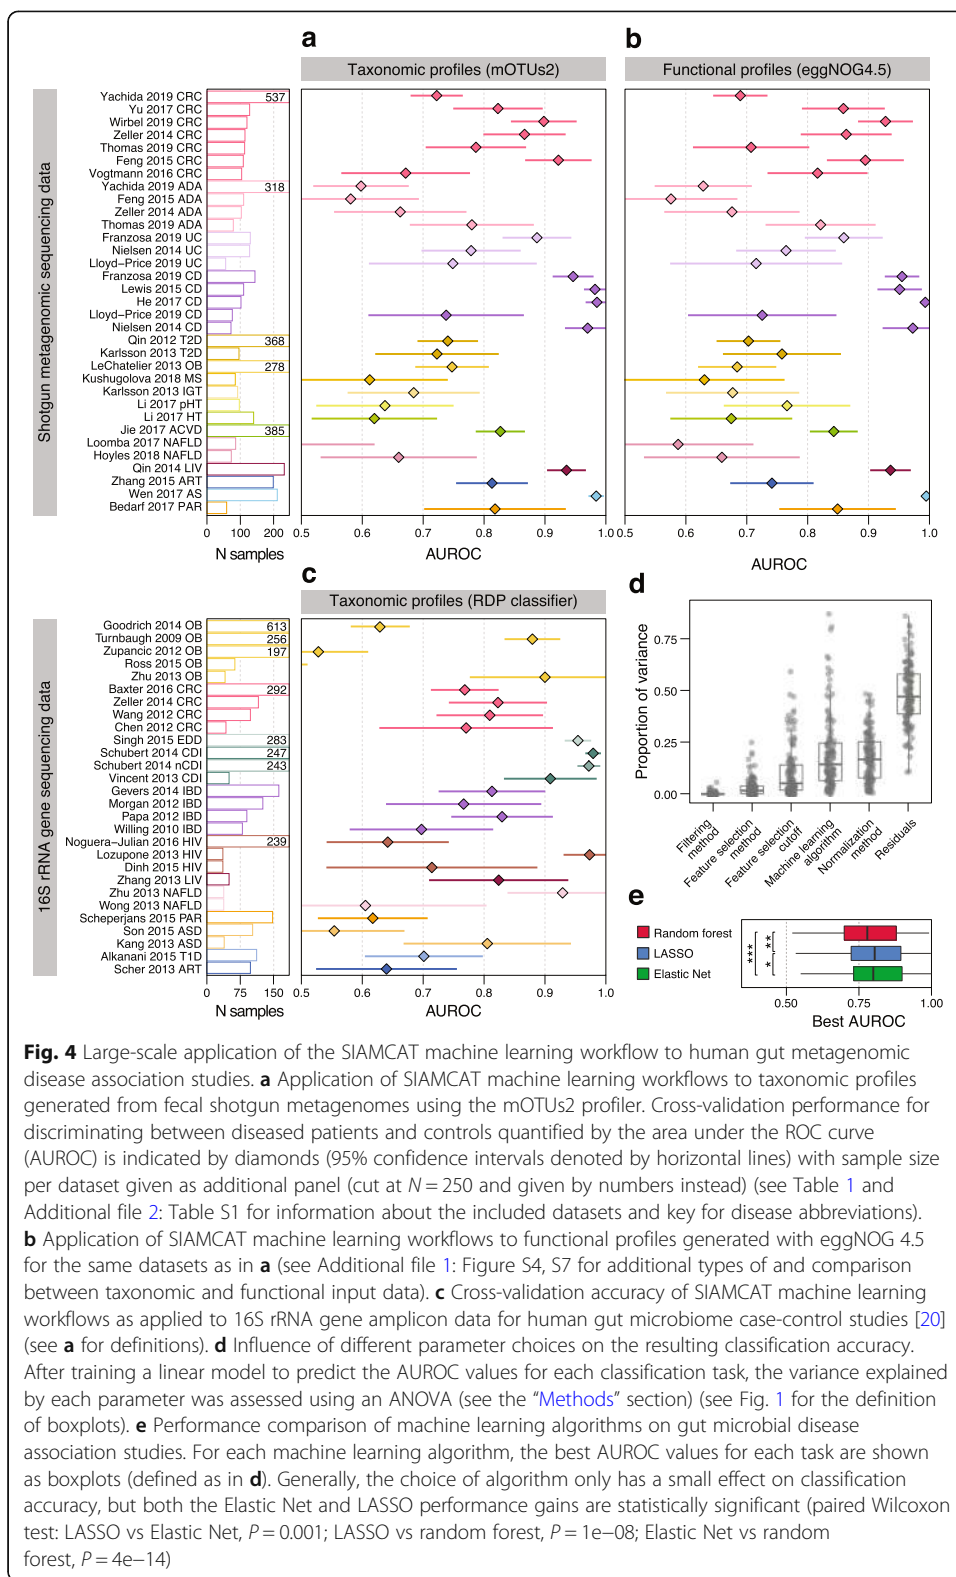 a
b
Taxonomic profiles (mOTUs2)
Functional profiles (eggNOG4.5)
Shotgun metagenomic sequencing data
Yachida 2019 CRC
537
Yu 2017 CRC
Wirbel 2019 CRC
Zeller 2014 CRC
Thomas 2019 CRC
Feng 2015 CRC
Vogtmann 2016 CRC
Yachida 2019 ADA
318
Feng 2015 ADA
Zeller 2014 ADA
Thomas 2019 ADA
Franzosa 2019 UC
Nielsen 2014 UC
Lloyd−Price 2019 UC
Franzosa 2019 CD
Lewis 2015 CD
He 2017 CD
Lloyd−Price 2019 CD
Nielsen 2014 CD
Qin 2012 T2D
368
Karlsson 2013 T2D
LeChatelier 2013 OB
278
Kushugolova 2018 MS
Karlsson 2013 IGT
Li 2017 pHT
Li 2017 HT
Jie 2017 ACVD
385
Loomba 2017 NAFLD
Hoyles 2018 NAFLD
Qin 2014 LIV
Zhang 2015 ART
Wen 2017 AS
Bedarf 2017 PAR
0 100 200
N samples
0.5 0.6 0.7 0.8 0.9 1.0
AUROC
0.5 0.6 0.7 0.8 0.9 1.0
AUROC
c
Taxonomic profiles (RDP classifier)
16S rRNA gene sequencing data
Goodrich 2014 OB
613
Turnbaugh 2009 OB
256
Zupancic 2012 OB
197
Ross 2015 OB
Zhu 2013 OB
Baxter 2016 CRC
292
Zeller 2014 CRC
Wang 2012 CRC
Chen 2012 CRC
Singh 2015 EDD
283
Schubert 2014 CDI
247
Schubert 2014 nCDI
243
Vincent 2013 CDI
Gevers 2014 IBD
Morgan 2012 IBD
Papa 2012 IBD
Willing 2010 IBD
Noguera−Julian 2016 HIV
239
Lozupone 2013 HIV
Dinh 2015 HIV
Zhang 2013 LIV
Zhu 2013 NAFLD
Wong 2013 NAFLD
Scheperjans 2015 PAR
Son 2015 ASD
Kang 2013 ASD
Alkanani 2015 T1D
Scher 2013 ART
0 75 150
N samples
0.5 0.6 0.7 0.8 0.9 1.0
AUROC
d
Proportion of variance
0.75
0.50
0.25
0.00
Filtering method
Feature selection method
Feature selection cutoff
Machine learning algorithm
Normalization method
Residuals
e
Random forest
LASSO
Elastic Net
***
**
*
0.50 0.75 1.00
Best AUROC
Fig. 4 Large-scale application of the SIAMCAT machine learning workflow to human gut metagenomic
disease association studies. a Application of SIAMCAT machine learning workflows to taxonomic profiles
generated from fecal shotgun metagenomes using the mOTUs2 profiler. Cross-validation performance for
discriminating between diseased patients and controls quantified by the area under the ROC curve
(AUROC) is indicated by diamonds (95% confidence intervals denoted by horizontal lines) with sample size
per dataset given as additional panel (cut at N = 250 and given by numbers instead) (see Table 1 and
Additional file 2: Table S1 for information about the included datasets and key for disease abbreviations).
b Application of SIAMCAT machine learning workflows to functional profiles generated with eggNOG 4.5
for the same datasets as in a (see Additional file 1: Figure S4, S7 for additional types of and comparison
between taxonomic and functional input data). c Cross-validation accuracy of SIAMCAT machine learning
workflows as applied to 16S rRNA gene amplicon data for human gut microbiome case-control studies [20]
(see a for definitions). d Influence of different parameter choices on the resulting classification accuracy.
After training a linear model to predict the AUROC values for each classification task, the variance explained
by each parameter was assessed using an ANOVA (see the “Methods” section) (see Fig. 1 for the definition
of boxplots). e Performance comparison of machine learning algorithms on gut microbial disease
association studies. For each machine learning algorithm, the best AUROC values for each task are shown
as boxplots (defined as in d). Generally, the choice of algorithm only has a small effect on classification
accuracy, but both the Elastic Net and LASSO performance gains are statistically significant (paired Wilcoxon
test: LASSO vs Elastic Net, P = 0.001; LASSO vs random forest, P = 1e−08; Elastic Net vs random
forest, P = 4e−14)